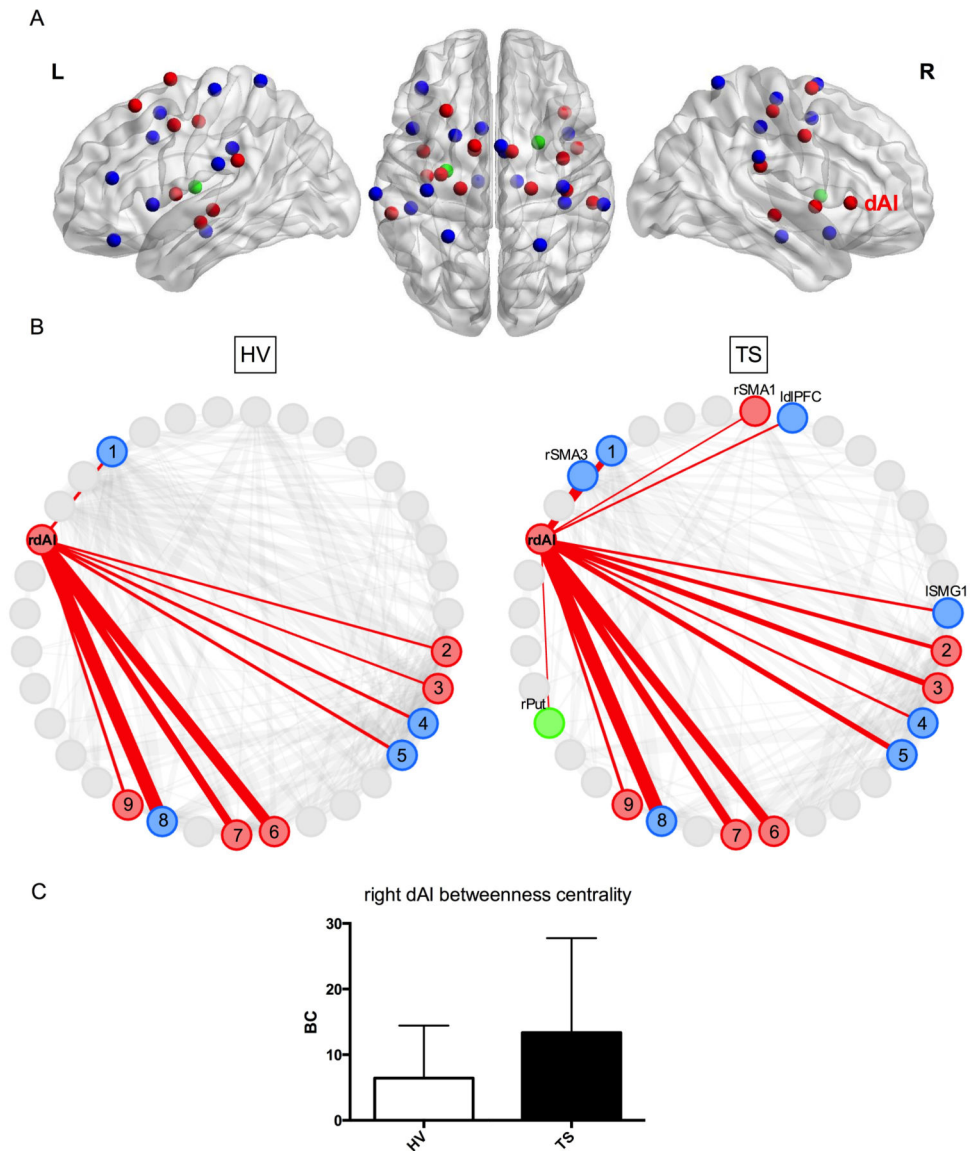 A
L
R
dAI
B
HV
TS
rSMA1
ldlPFC
rSMA3
1
1
rdAI
rdAI
lSMG1
2
2
3
3
rPut
4
4
5
5
9
9
8
8
7
6
7
6
C
right dAI betweenness centrality
30
20
BC
10
0
HV
TS